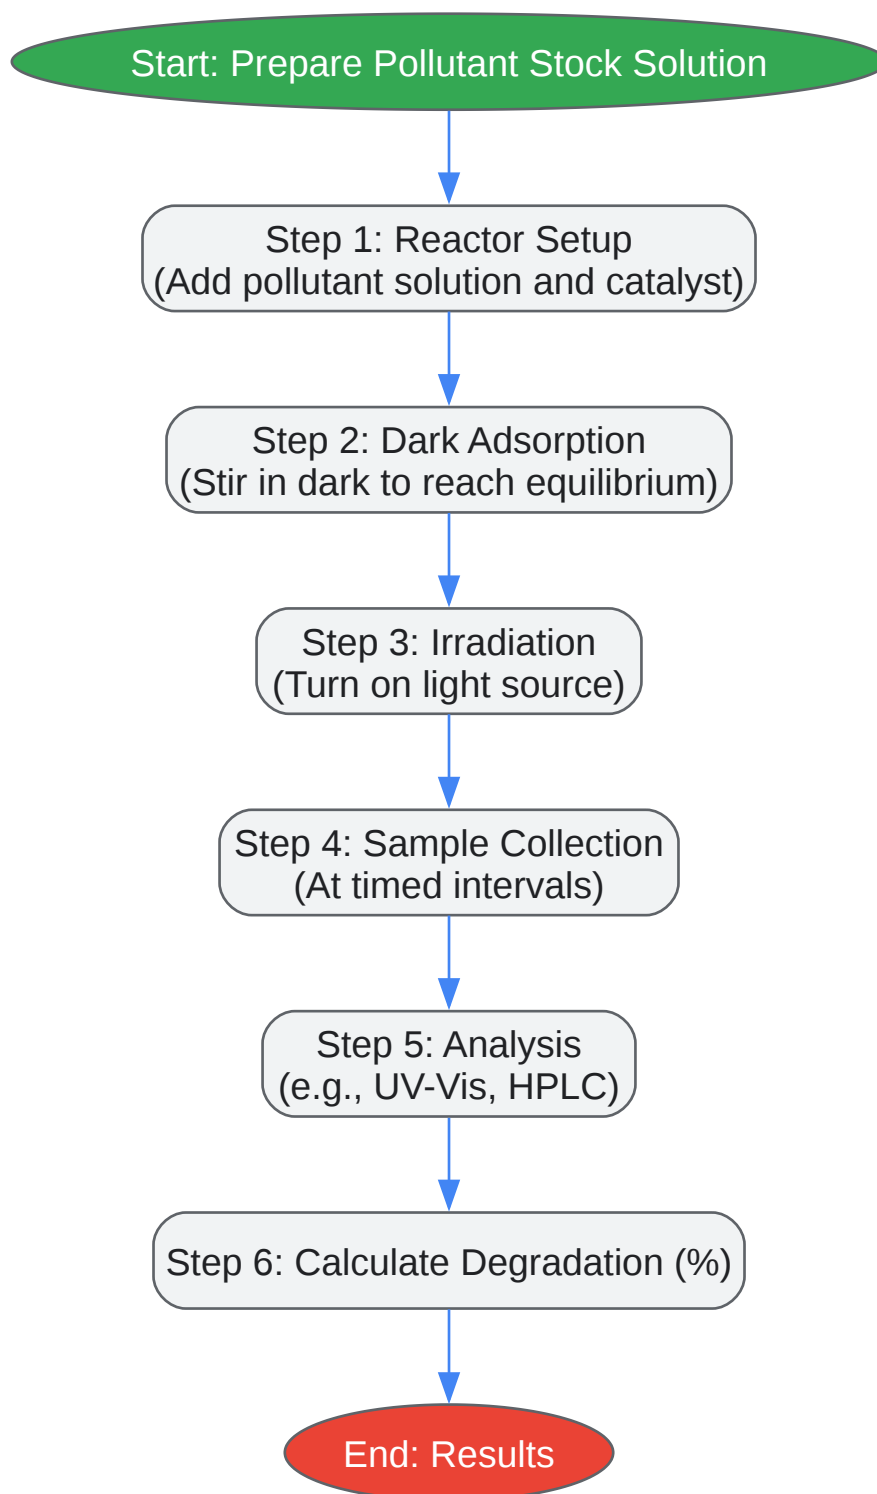 Start: Prepare Pollutant Stock Solution
Step 1: Reactor Setup
(Add pollutant solution and catalyst)
Step 2: Dark Adsorption
(Stir in dark to reach equilibrium)
Step 3: Irradiation
(Turn on light source)
Step 4: Sample Collection
(At timed intervals)
Step 5: Analysis
(e.g., UV-Vis, HPLC)
Step 6: Calculate Degradation (%)
End: Results